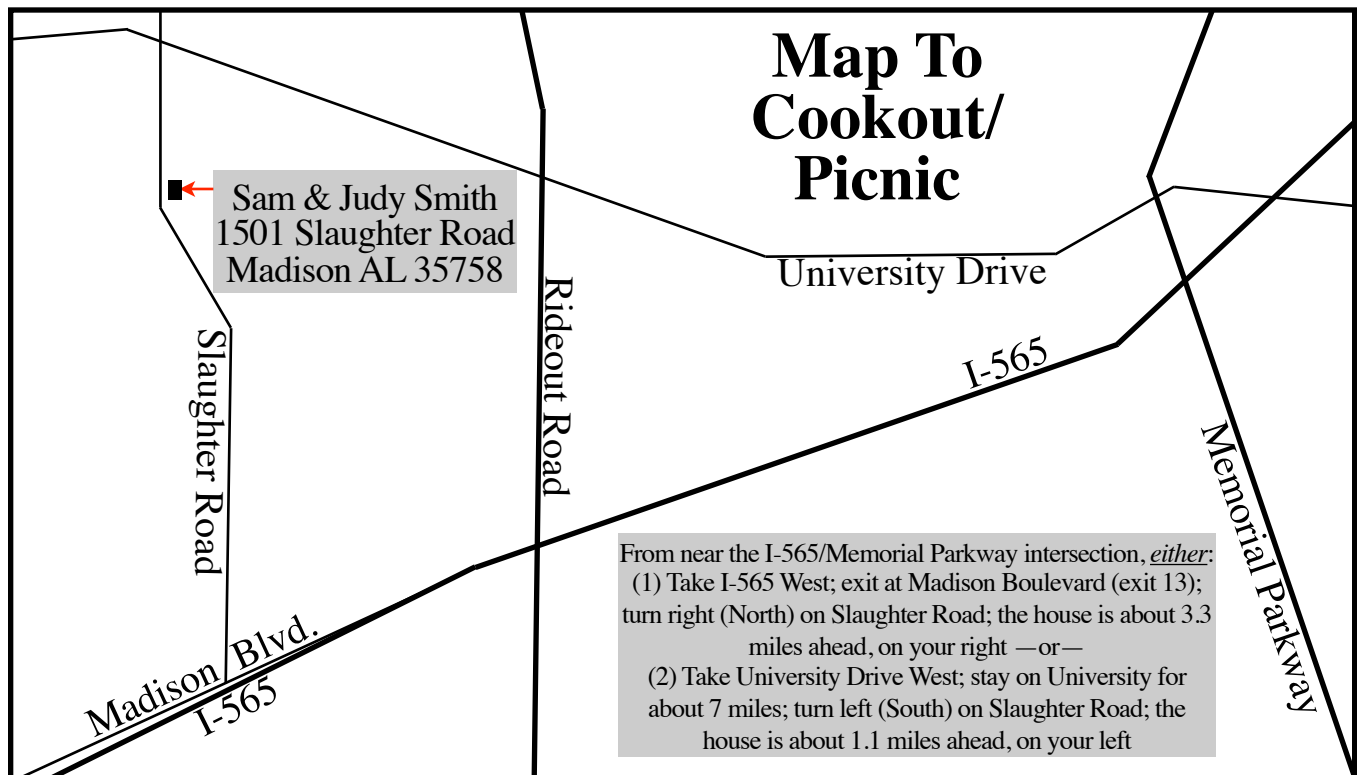 Map To
Cookout/
Picnic
Sam & Judy Smith
1501 Slaughter Road
Madison AL 35758
University Drive
Rideout Road
Slaughter Road
I-565
Memorial Parkway
Madison Blvd.
I-565
From near the I-565/Memorial Parkway intersection, either:
(1) Take I-565 West; exit at Madison Boulevard (exit 13);
turn right (North) on Slaughter Road; the house is about 3.3
miles ahead, on your right —or—
(2) Take University Drive West; stay on University for
about 7 miles; turn left (South) on Slaughter Road; the
house is about 1.1 miles ahead, on your left